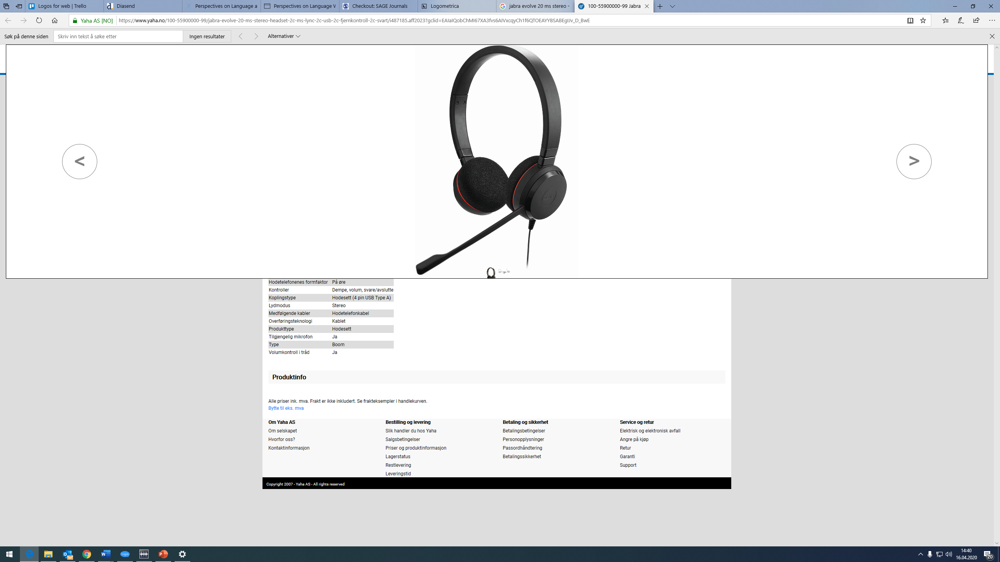 Logos for web | Trello
Diasend
Perspectives on Language a
Perspectives on Language V
Checkout: SAGE Journals
Logometrica
jabra evolve 20 ms stereo -
100-55900000-99 Jabra
Yaha AS [NO]
https://www.yaha.no/100-55900000-99/jabra-evolve-20-ms-stereo-headset-2c-ms-lync-2c-usb-2c-fjernkontroll-2c-svart/i487185.aff2023?gclid=EAIaIQobChMI67XA3fvs6AIVxcqyCh1f6QTOEAYYBSABEgIJv_D_BwE
Søk på denne siden
Skriv inn tekst å søke etter
Ingen resultater
Alternativer
<
>
Hodetelefonenes formfaktor På øre
Kontroller Dempe, volum, svare/avslutte
Koplingstype Hodesett (4 pin USB Type A)
Lydmodus Stereo
Medfølgende kabler Hodetelefonkabel
Overføringsteknologi Kablet
Produkttype Hodesett
Tilgjengelig mikrofon Ja
Type Boom
Volumkontroll i tråd Ja
Produktinfo
Alle priser ink. mva. Frakt er ikke inkludert. Se frakteksempler i handlekurven.
Bytte til eks. mva
Om Yaha AS
Om selskapet
Hvorfor oss?
Kontaktinformasjon
Bestilling og levering
Slik handler du hos Yaha
Salgsbetingelser
Priser og produktinformasjon
Lagerstatus
Restlevering
Leveringstid
Betaling og sikkerhet
Betalingsbetingelser
Personopplysninger
Passordhåndtering
Betalingssikkerhet
Service og retur
Elektrisk og elektronisk avfall
Angre på kjøp
Retur
Garanti
Support
Copyright 2007 - Yaha AS - All rights reserved
Logos
14:40
16.04.2020
20